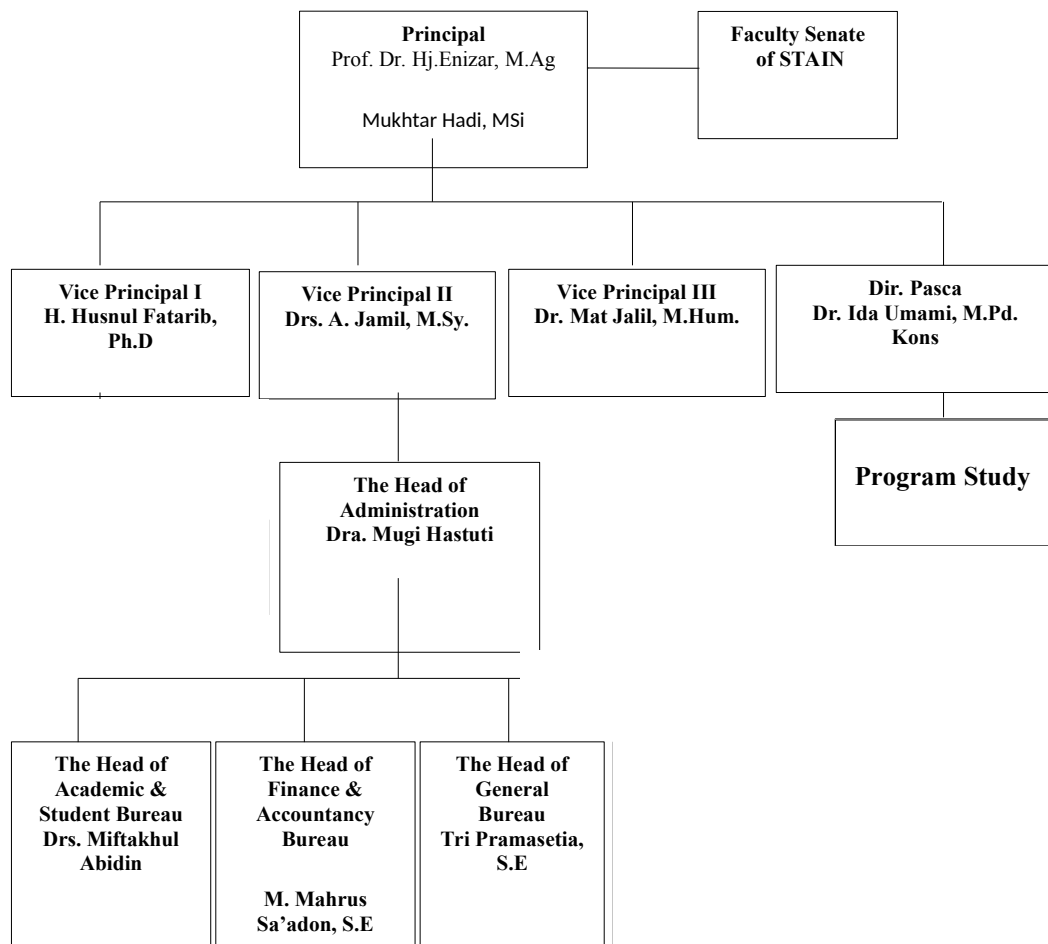 Principal
Prof. Dr. Hj.Enizar, M.Ag
Mukhtar Hadi, MSi
Faculty Senate
of STAIN
Vice Principal I
H. Husnul Fatarib,
Ph.D
Vice Principal II
Drs. A. Jamil, M.Sy.
Vice Principal III
Dr. Mat Jalil, M.Hum.
Dir. Pasca
Dr. Ida Umami, M.Pd.
Kons
Program Study
The Head of
Administration
Dra. Mugi Hastuti
The Head of
Academic &
Student Bureau
Drs. Miftakhul
Abidin
The Head of
Finance &
Accountancy
Bureau
M. Mahrus
Sa’adon, S.E
The Head of
General
Bureau
Tri Pramasetia,
S.E